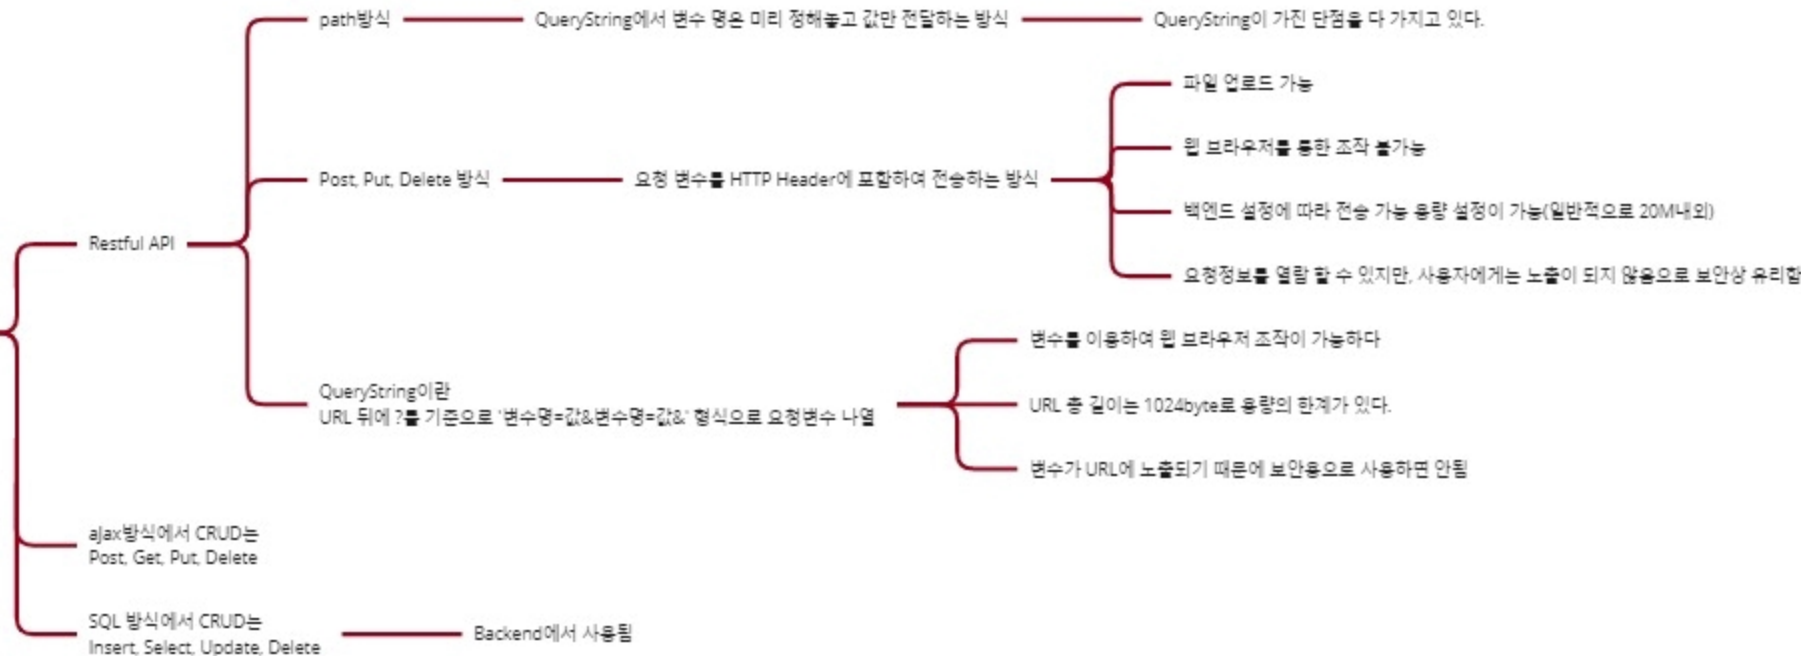 path방식
QueryString에서 변수 명은 미리 정해놓고 값만 전달하는 방식
QueryString이 가진 단점을 다 가지고 있다.
파일 업로드 가능
웹 브라우저를 통한 조작 불가능
Post, Put, Delete 방식
요청 변수를 HTTP Header에 포함하여 전송하는 방식
백엔드 설정에 따라 전송 가능 용량 설정이 가능(일반적으로 20M내외)
Restful API
요청정보를 열람 할 수 있지만, 사용자에게는 노출이 되지 않음으로 보안상 유리함
변수를 이용하여 웹 브라우저 조작이 가능하다
QueryString이란
URL 뒤에 ?를 기준으로 '변수명=값&변수명=값&' 형식으로 요청변수 나열
URL 총 길이는 1024byte로 용량의 한계가 있다.
변수가 URL에 노출되기 때문에 보안용으로 사용하면 안됨
aJax방식에서 CRUD는
Post, Get, Put, Delete
SQL 방식에서 CRUD는
Insert, Select, Update, Delete
Backend에서 사용됨